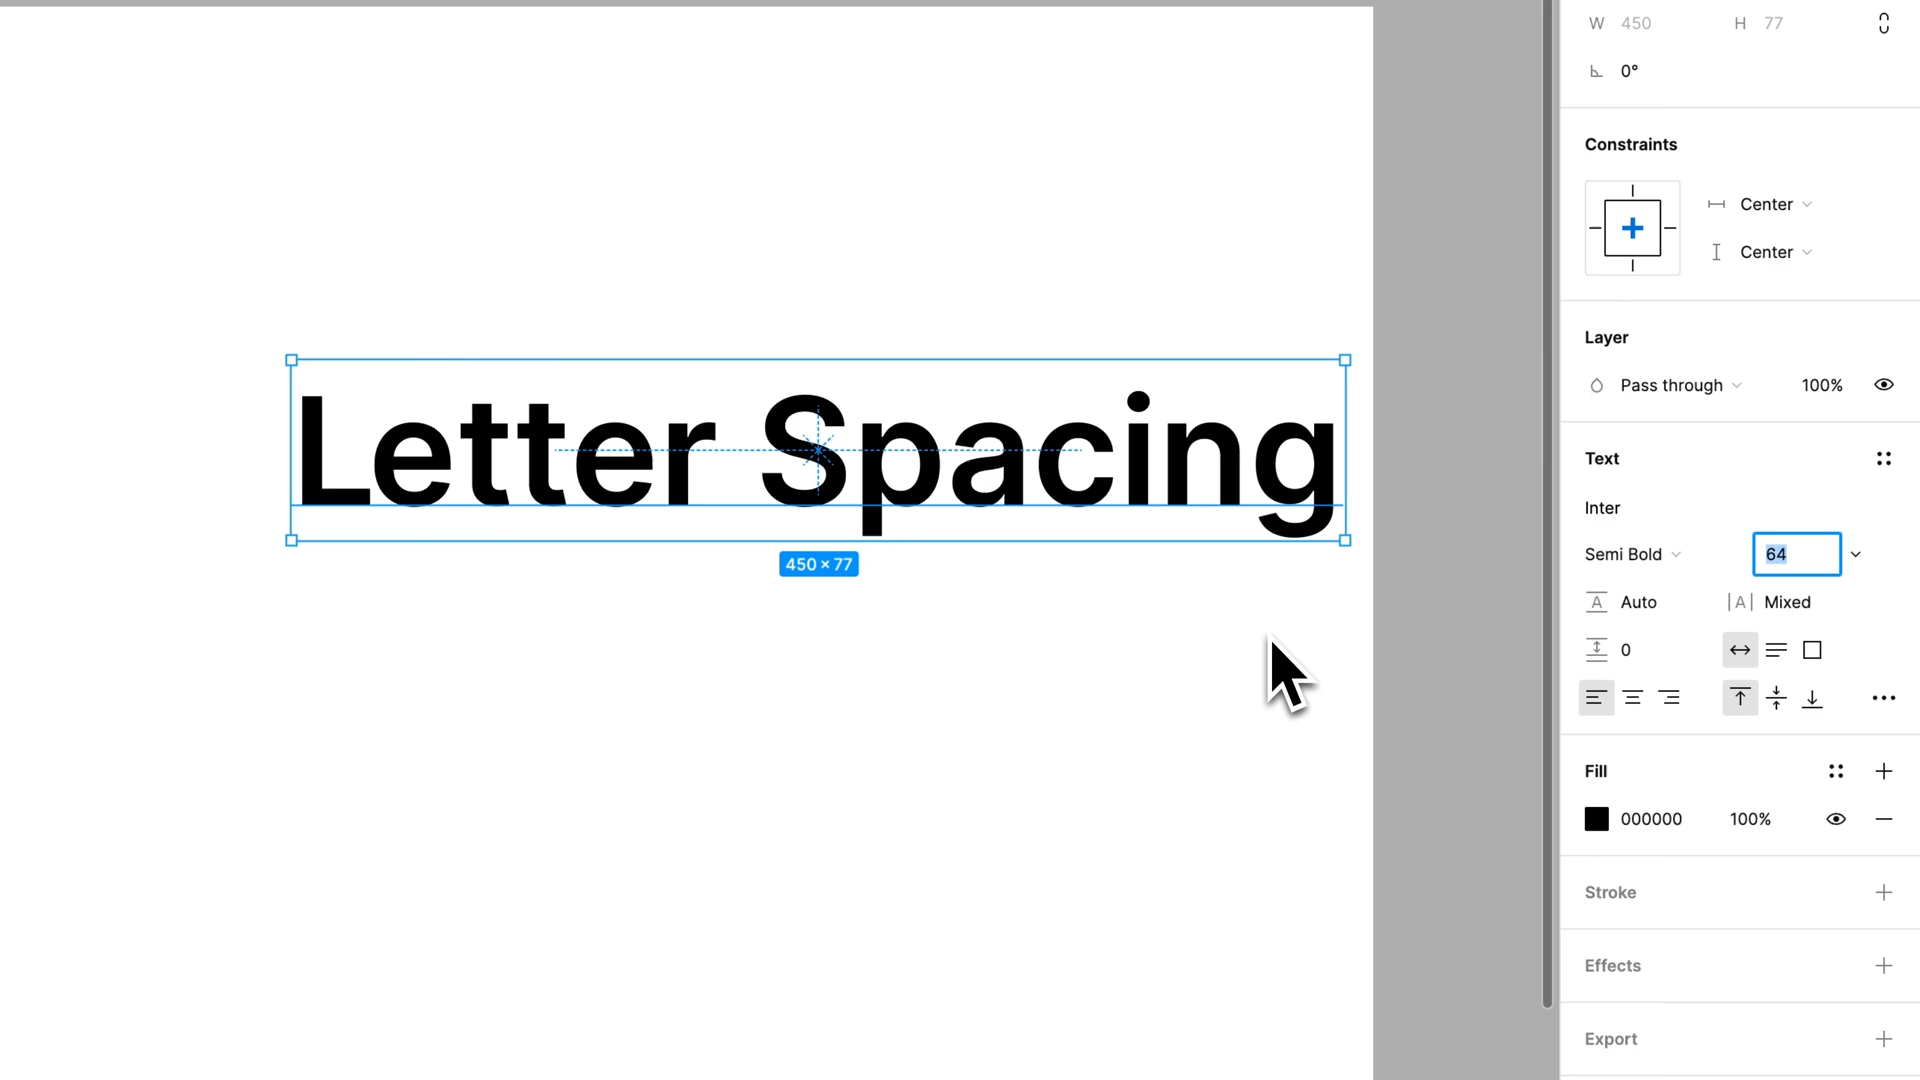 W 450 H 77
0°
Constraints
Center
Center
Layer
Pass through 100%
Letter Spacing
450 × 77
Text
Inter
Semi Bold 64
A Auto |A| Mixed
0
Fill
000000 100%
Stroke
Effects
Export